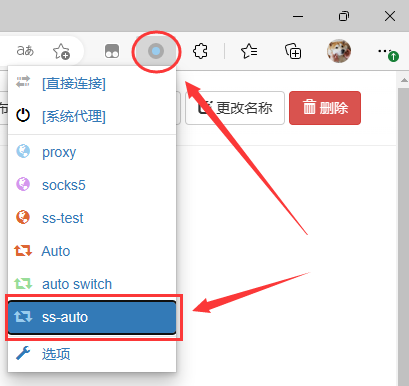 aあ
[直接连接]
布
更改名称
删除
[系统代理]
proxy
socks5
ss-test
Auto
auto switch
ss-auto
选项